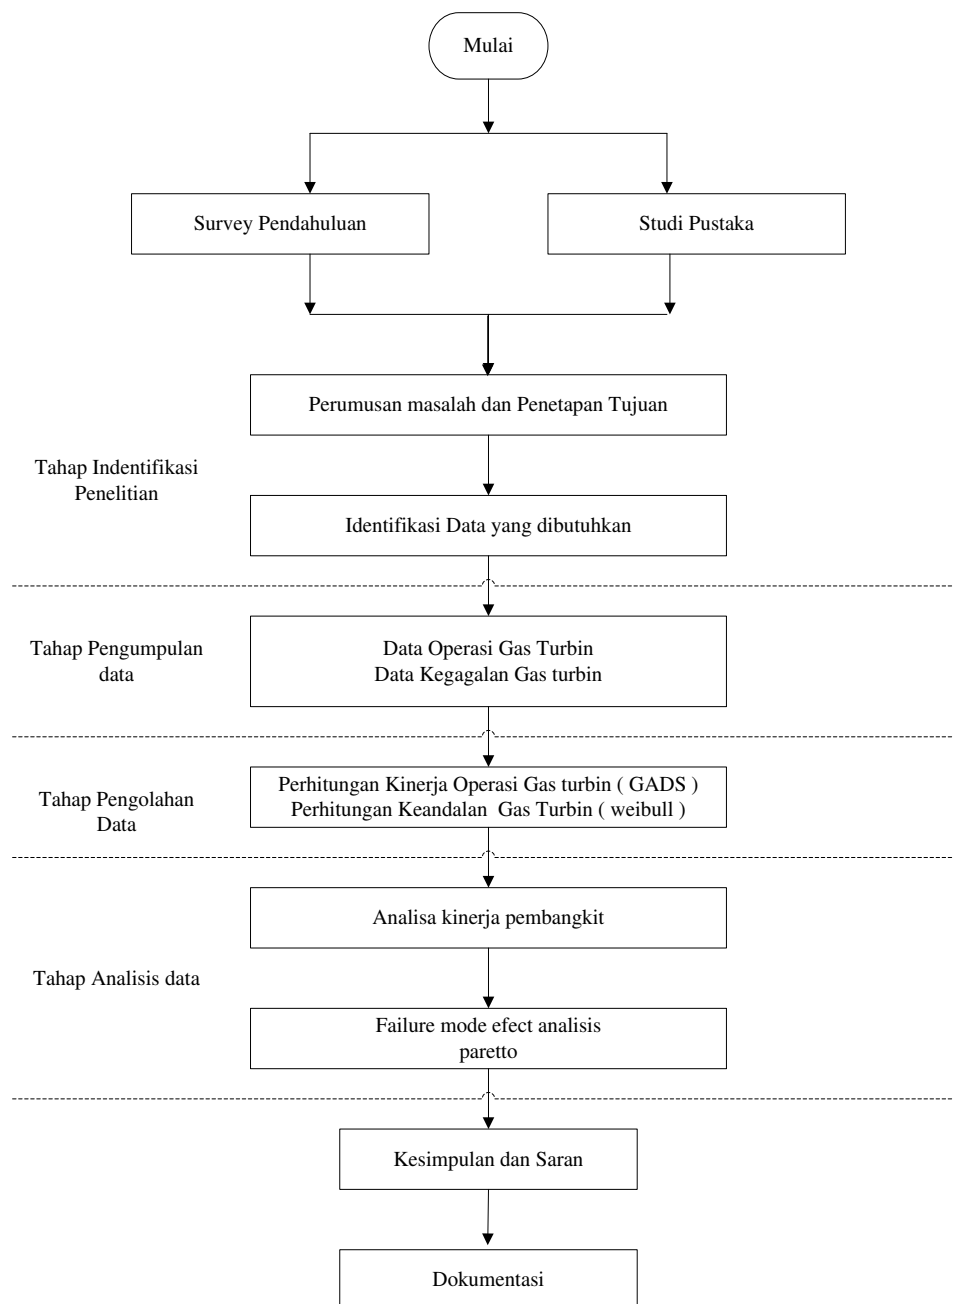 Mulai
Survey Pendahuluan
Studi Pustaka
Perumusan masalah dan Penetapan Tujuan
Tahap Indentifikasi
Penelitian
Identifikasi Data yang dibutuhkan
Tahap Pengumpulan
data
Data Operasi Gas Turbin
Data Kegagalan Gas turbin
Tahap Pengolahan
Data
Perhitungan Kinerja Operasi Gas turbin ( GADS )
Perhitungan Keandalan  Gas Turbin ( weibull )
Analisa kinerja pembangkit
Tahap Analisis data
Failure mode efect analisis
paretto
Kesimpulan dan Saran
Dokumentasi